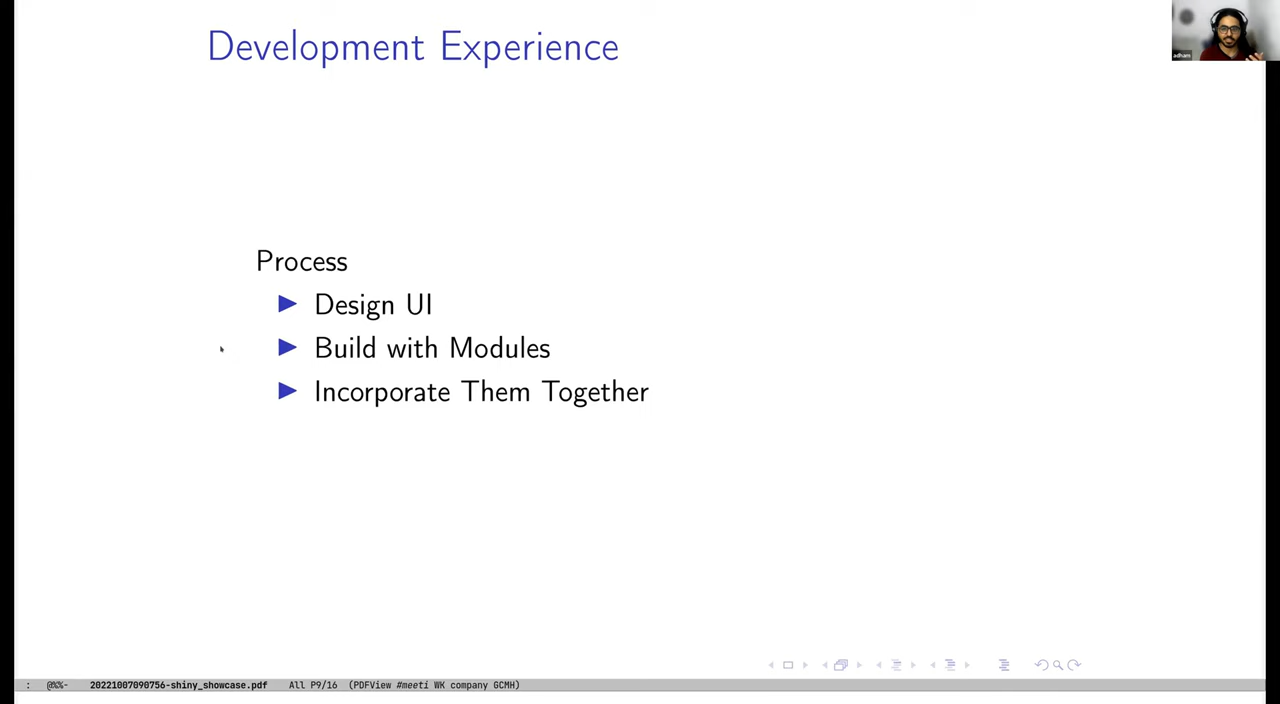 Development Experience
adham
Process
Design UI
Build with Modules
Incorporate Them Together
: @%%- 20221007090756-shiny_showcase.pdf All P9/16 (PDFView #meeti WK company GCMH)